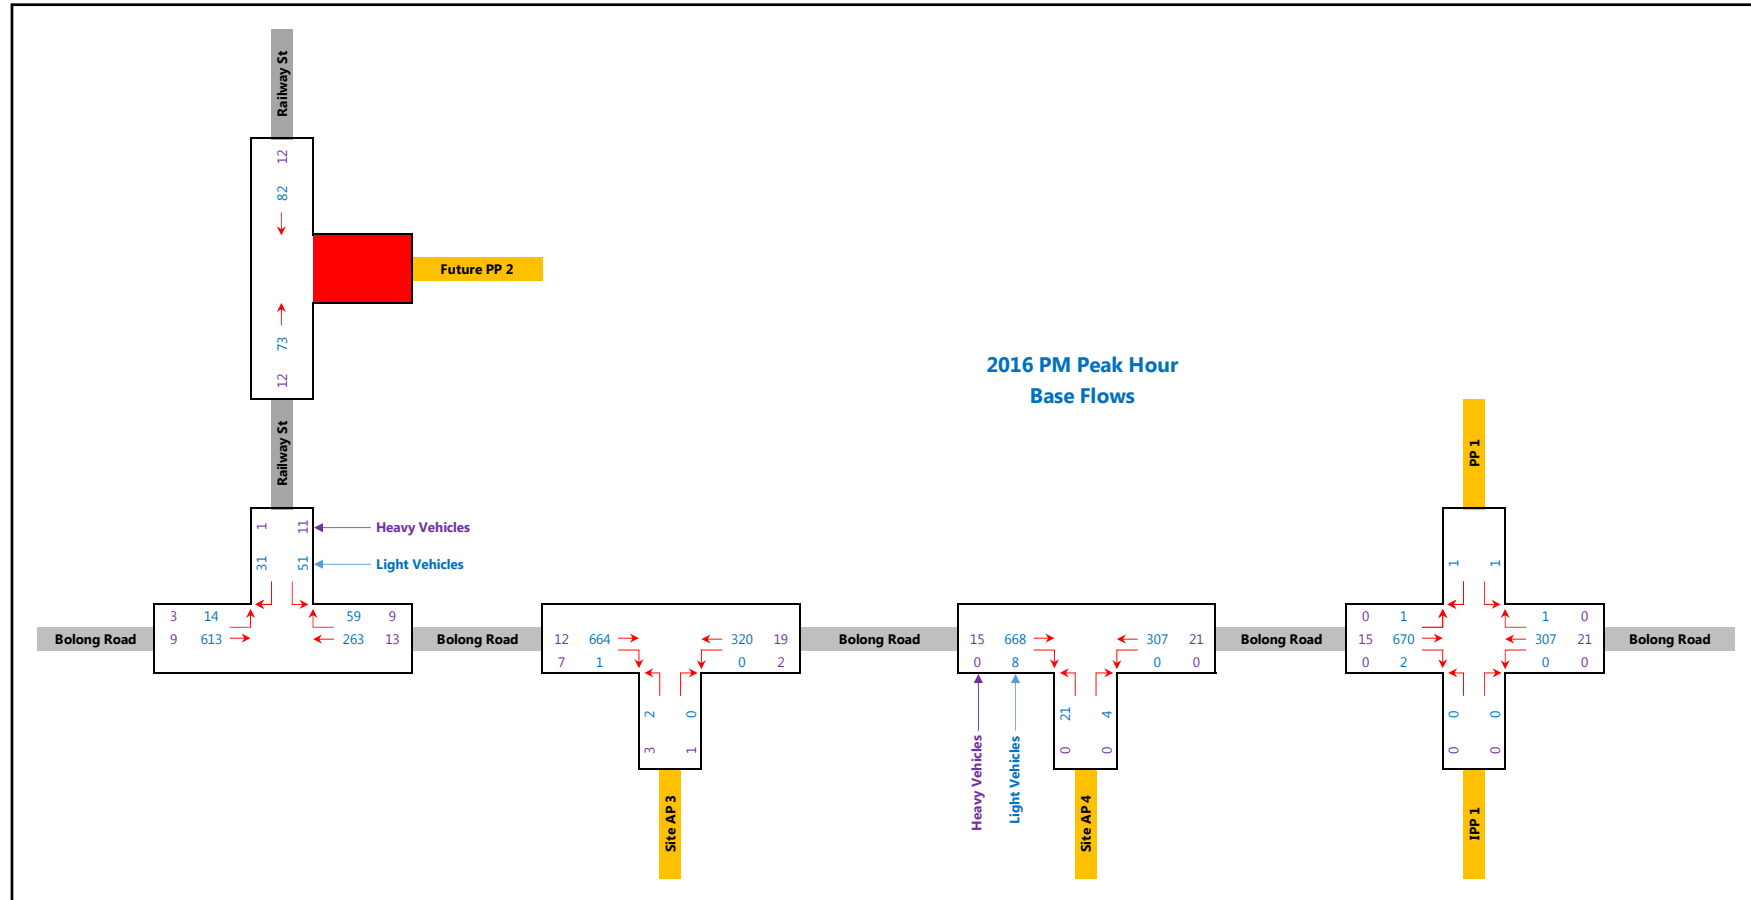 Railway St
12
82
Future PP 2
73
12
2016 PM Peak Hour
Base Flows
Railway St
PP 1
1 11 Heavy Vehicles
31 51 Light Vehicles
1 1
3 14 59 9
0 1 1 0
Bolong Road 9 613 263 13 Bolong Road 12 664 320 19 Bolong Road 15 668 307 21 Bolong Road 15 670 307 21 Bolong Road
7 1 0 2 0 8 0 0 0 2 0 0
2 0 21 4 0 0
3 1 0 0 0 0
Heavy Vehicles
Light Vehicles
Site AP 3
Site AP 4
IPP 1